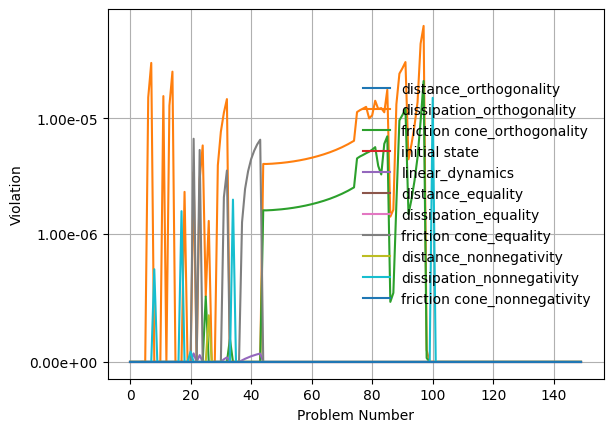 1.00e-05
1.00e-06
0.00e+00
Violation
0 20 40 60 80 100 120 140
Problem Number
distance_orthogonality
dissipation_orthogonality
friction cone_orthogonality
initial state
linear_dynamics
distance_equality
dissipation_equality
friction cone_equality
distance_nonnegativity
dissipation_nonnegativity
friction cone_nonnegativity